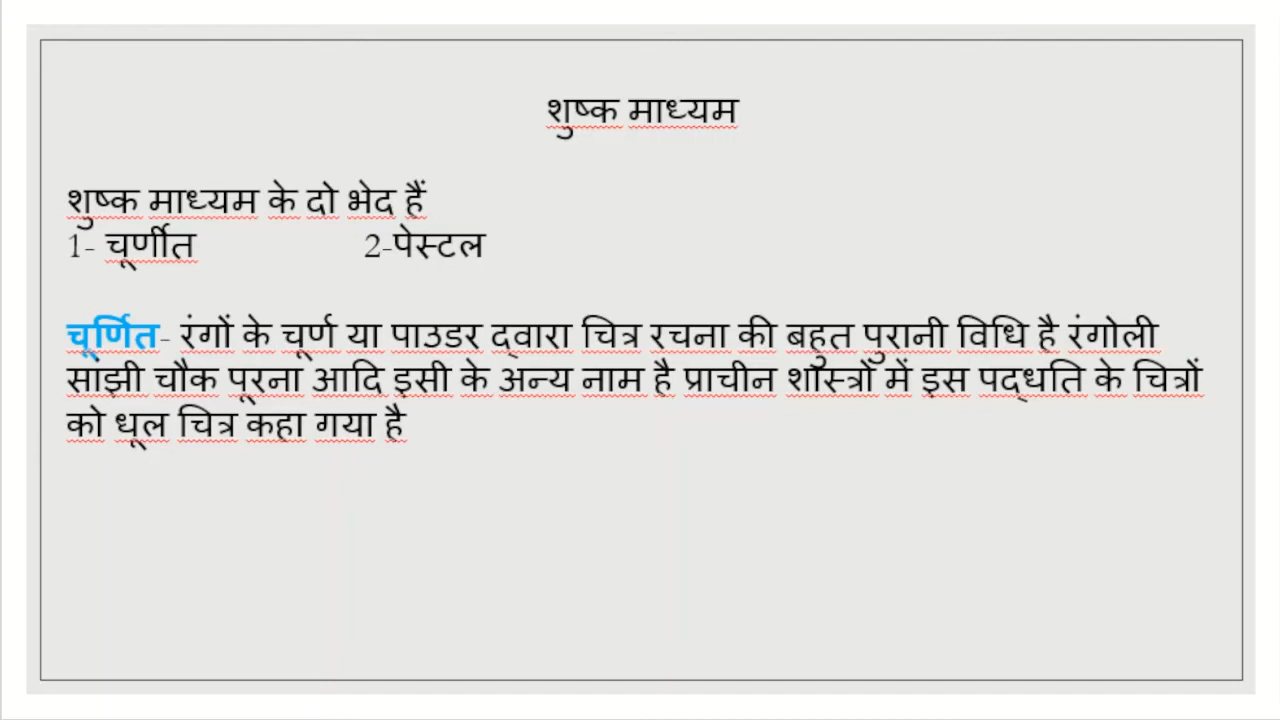 शुष्क माध्यम
शुष्क माध्यम के दो भेद हैं
1- चूर्णीत 2-पेस्टल
चूर्णित- रंगों के चूर्ण या पाउडर द्वारा चित्र रचना की बहुत पुरानी विधि है रंगोली
सांझी चौक पूरना आदि इसी के अन्य नाम है प्राचीन शास्त्रों में इस पद्धति के चित्रों
को धूल चित्र कहा गया है